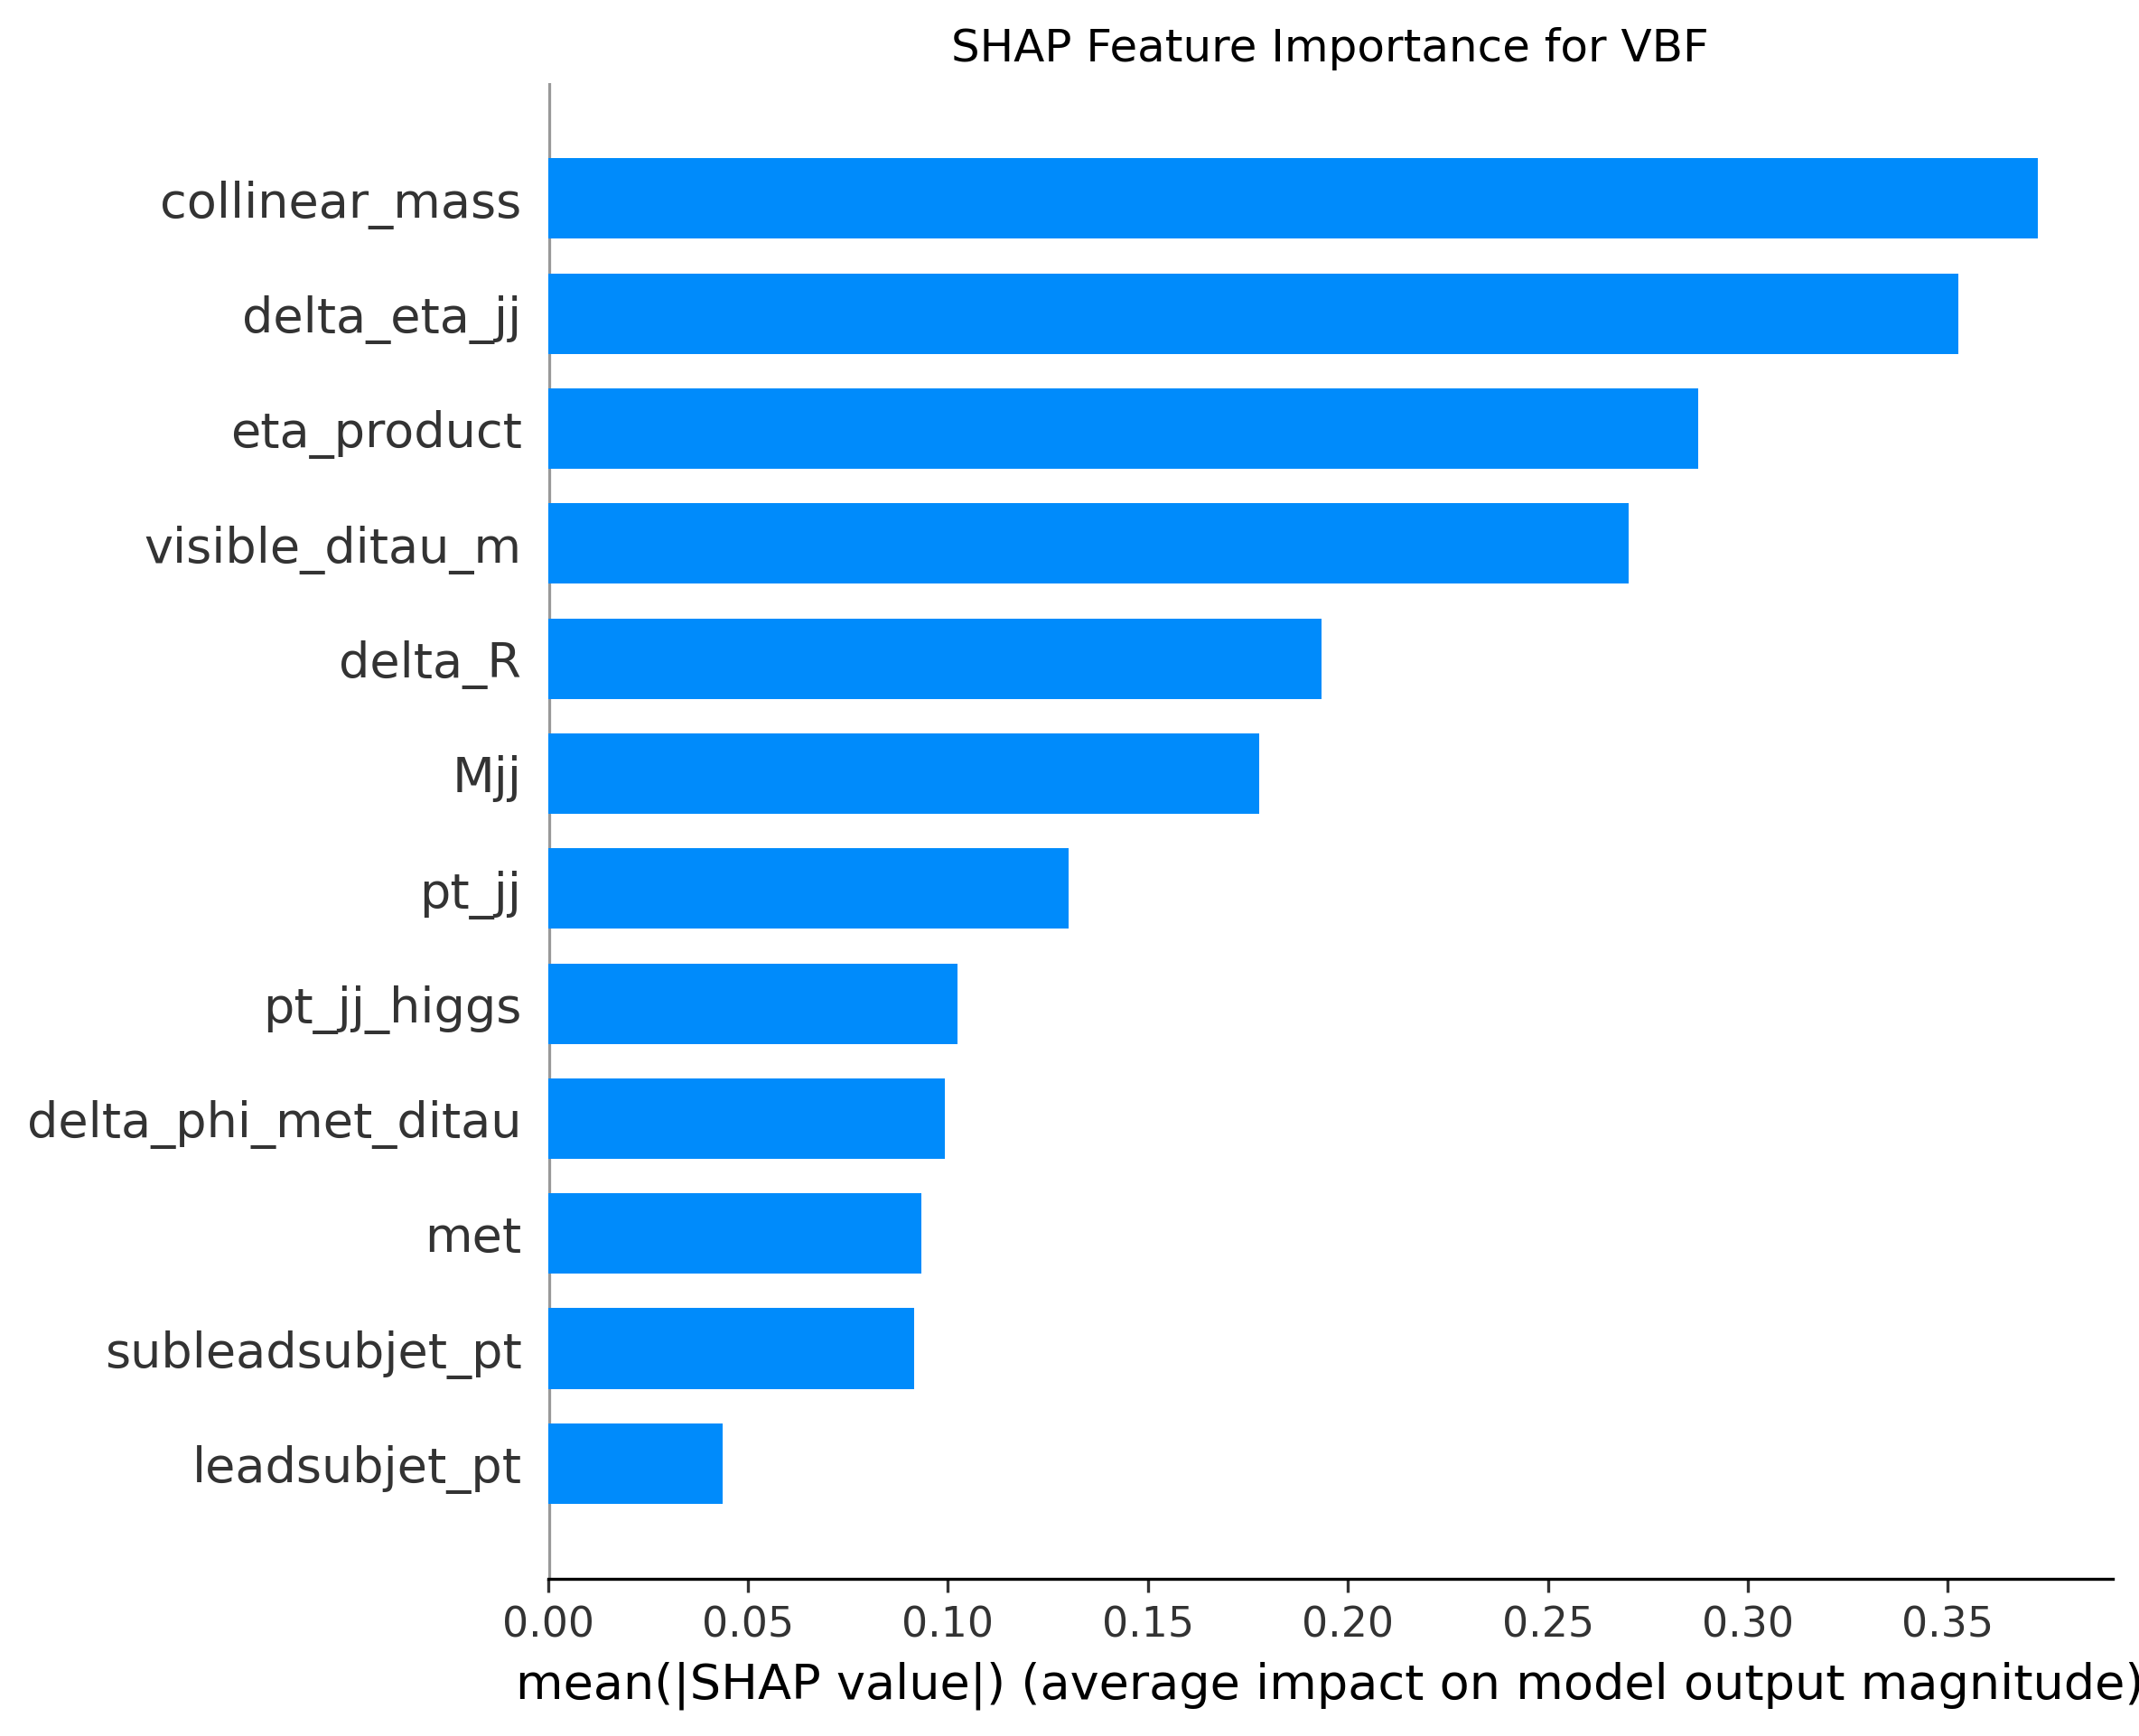 SHAP Feature Importance for VBF
collinear_mass
delta_eta_jj
eta_product
visible_ditau_m
delta_R
Mjj
pt_jj
pt_jj_higgs
delta_phi_met_ditau
met
subleadsubjet_pt
leadsubjet_pt
0.00 0.05 0.10 0.15 0.20 0.25 0.30 0.35
mean(|SHAP value|) (average impact on model output magnitude)